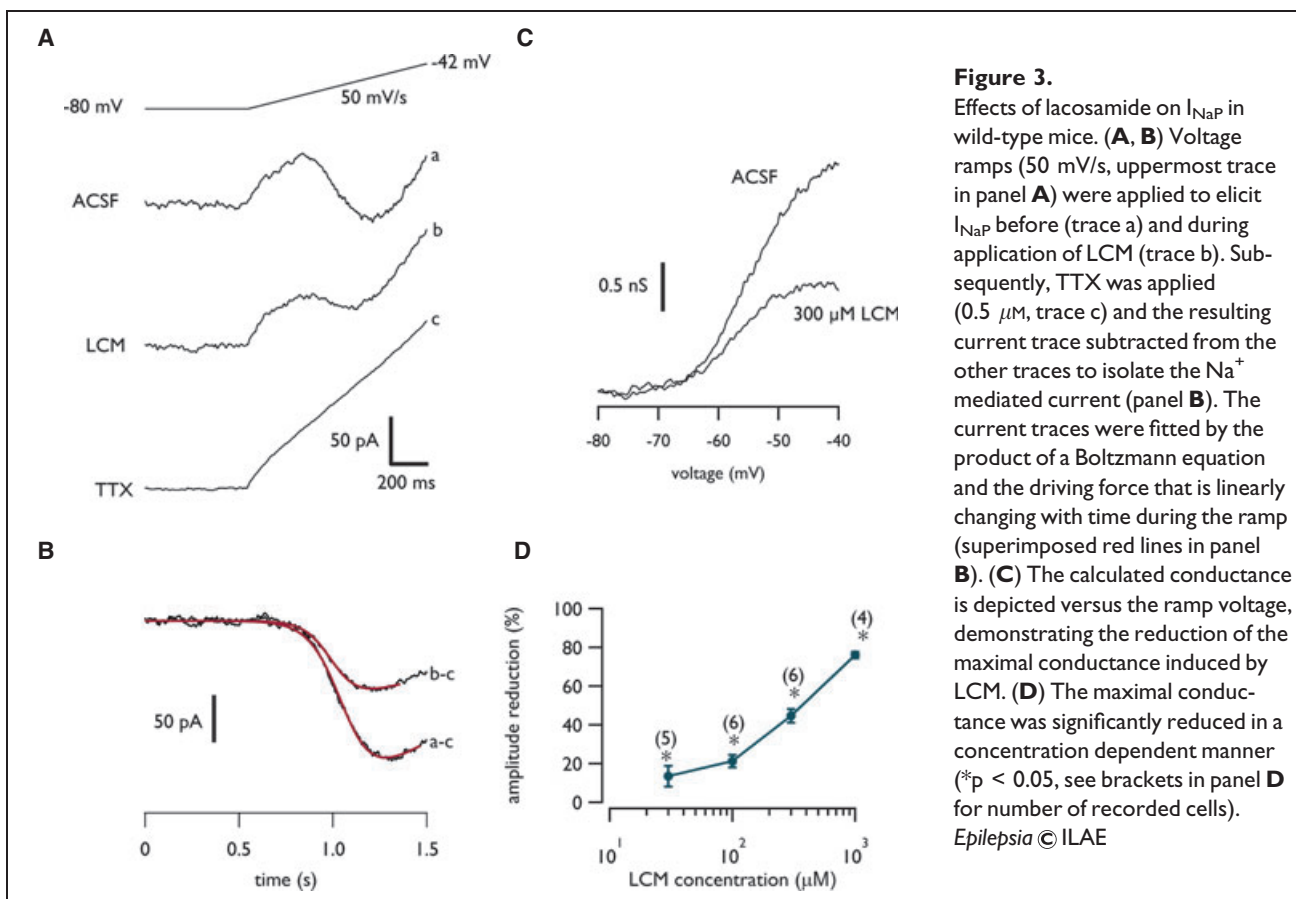 A
-80 mV
50 mV/s
-42 mV
ACSF
a
LCM
b
TTX
c
50 pA
200 ms
B
50 pA
b-c
a-c
0
0.5
1.0
1.5
time (s)
C
0.5 nS
ACSF
300 µM LCM
-80
-70
-60
-50
-40
voltage (mV)
D
amplitude reduction (%)
100
80
60
40
20
0
(5)
*
(6)
*
(6)
*
(4)
*
10¹
10²
10³
LCM concentration (µM)
Figure 3.
Effects of lacosamide on I_NaP in
wild-type mice. (A, B) Voltage
ramps (50 mV/s, uppermost trace
in panel A) were applied to elicit
I_NaP before (trace a) and during
application of LCM (trace b). Sub-
sequently, TTX was applied
(0.5 µM, trace c) and the resulting
current trace subtracted from the
other traces to isolate the Na⁺
mediated current (panel B). The
current traces were fitted by the
product of a Boltzmann equation
and the driving force that is linearly
changing with time during the ramp
(superimposed red lines in panel
B). (C) The calculated conductance
is depicted versus the ramp voltage,
demonstrating the reduction of the
maximal conductance induced by
LCM. (D) The maximal conduc-
tance was significantly reduced in a
concentration dependent manner
(*p < 0.05, see brackets in panel D
for number of recorded cells).
Epilepsia © ILAE